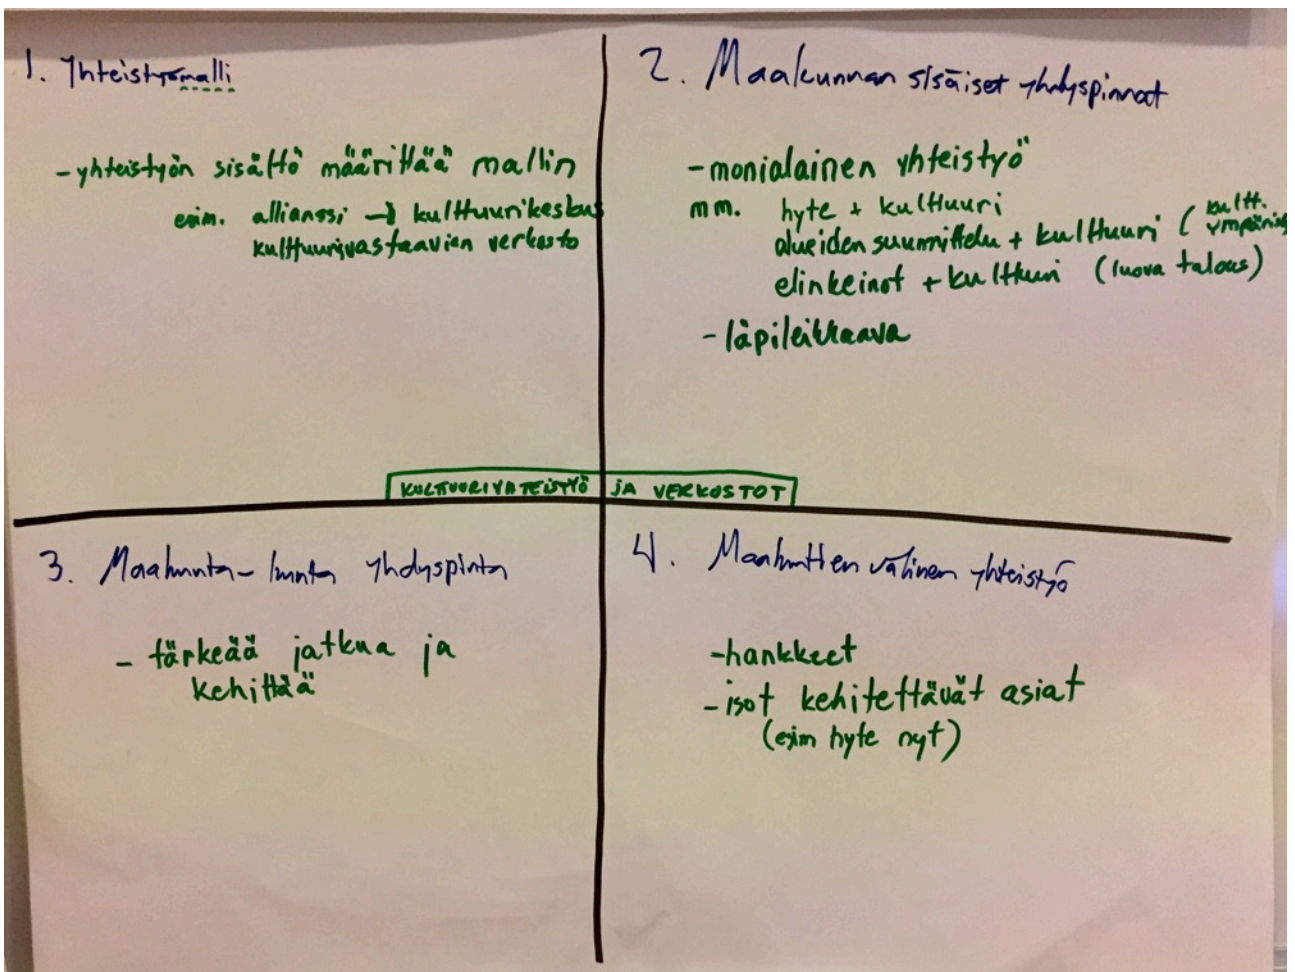 1. Yhteistyömalli
- yhteistyön sisältö määrittää mallin
esim. allianssi → kulttuurikeskus
kulttuurivastaavien verkosto
2. Maakunnan sisäiset yhdyspinnat
- monialainen yhteistyö
mm. hyte + kulttuuri
alueiden suunnittelu + kulttuuri (kultt.
ympäristö
elinkeinot + kulttuuri (luova talous)
- läpileikkaava
KULTTUURIYHTEISTYÖ JA VERKOSTOT
3. Maakunta-kunta yhdyspinta
- tärkeää jatkua ja
kehittää
4. Maakuntien välinen yhteistyö
- hankkeet
- isot kehitettävät asiat
(esim hyte nyt)